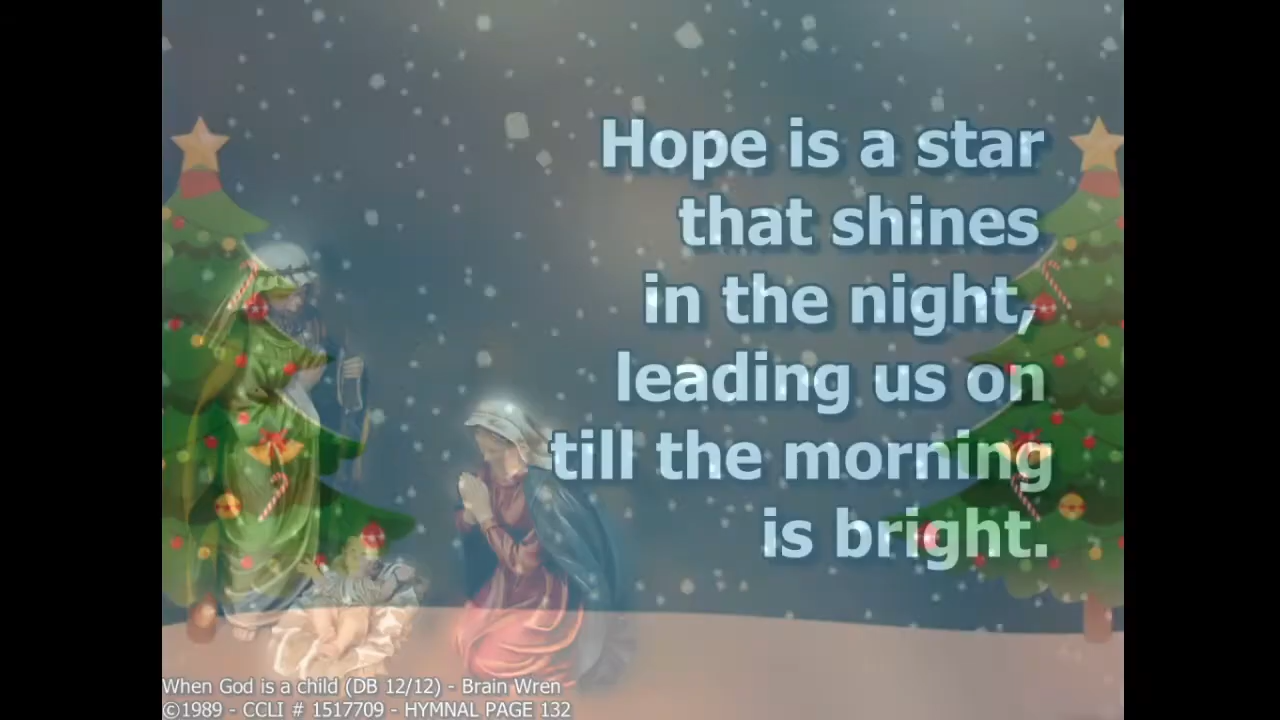 Hope is a star
that shines
in the night,
leading us on
till the morning
is bright.
When God is a child (DB 12/12) - Brain Wren
©1989 - CCLI # 1517709 - HYMNAL PAGE 132